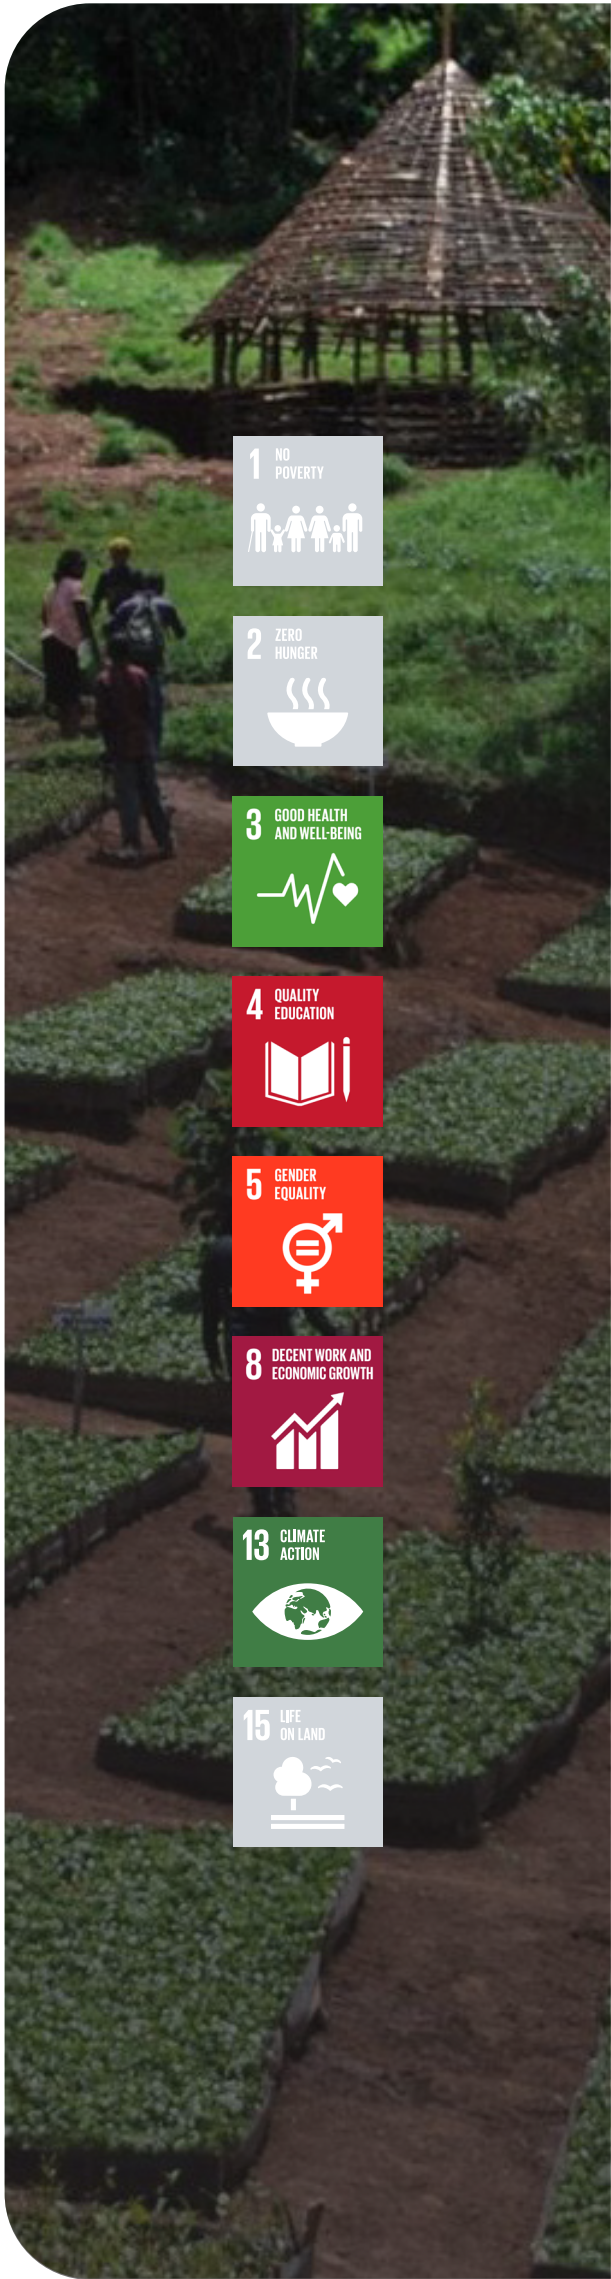 1 NO
POVERTY
2 ZERO
HUNGER
3 GOOD HEALTH
AND WELL-BEING
4 QUALITY
EDUCATION
5 GENDER
EQUALITY
8 DECENT WORK AND
ECONOMIC GROWTH
13 CLIMATE
ACTION
15 LIFE
ON LAND